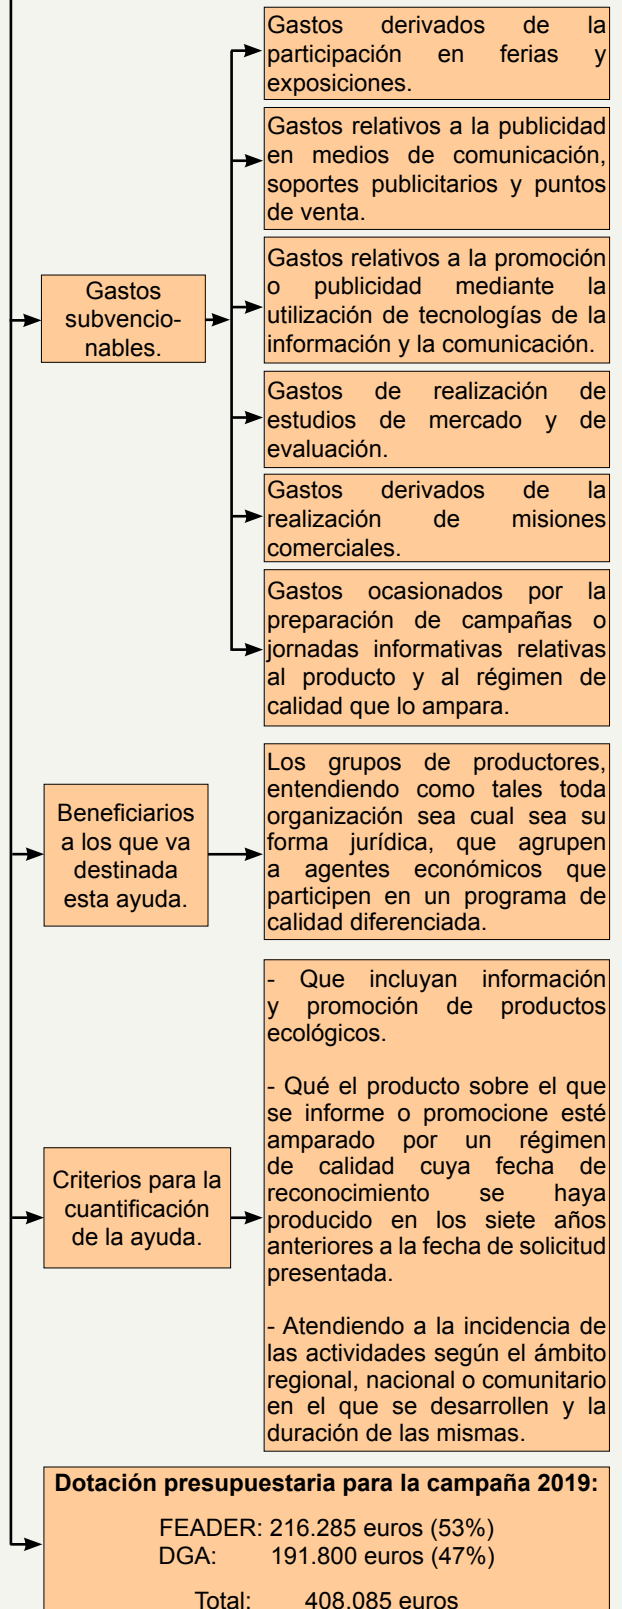 Gastos derivados de la
participación en ferias y
exposiciones.
Gastos relativos a la publicidad
en medios de comunicación,
soportes publicitarios y puntos
de venta.
Gastos
subvencio-
nables.
Gastos relativos a la promoción
o publicidad mediante la
utilización de tecnologías de la
información y la comunicación.
Gastos de realización de
estudios de mercado y de
evaluación.
Gastos derivados de la
realización de misiones
comerciales.
Gastos ocasionados por la
preparación de campañas o
jornadas informativas relativas
al producto y al régimen de
calidad que lo ampara.
Beneficiarios
a los que va
destinada
esta ayuda.
Los grupos de productores,
entendiendo como tales toda
organización sea cual sea su
forma jurídica, que agrupen
a agentes económicos que
participen en un programa de
calidad diferenciada.
Criterios para la
cuantificación
de la ayuda.
- Que incluyan información
y promoción de productos
ecológicos.
- Qué el producto sobre el que
se informe o promocione esté
amparado por un régimen
de calidad cuya fecha de
reconocimiento se haya
producido en los siete años
anteriores a la fecha de solicitud
presentada.
- Atendiendo a la incidencia de
las actividades según el ámbito
regional, nacional o comunitario
en el que se desarrollen y la
duración de las mismas.
Dotación presupuestaria para la campaña 2019:
FEADER: 216.285 euros (53%)
DGA: 191.800 euros (47%)
Total: 408.085 euros